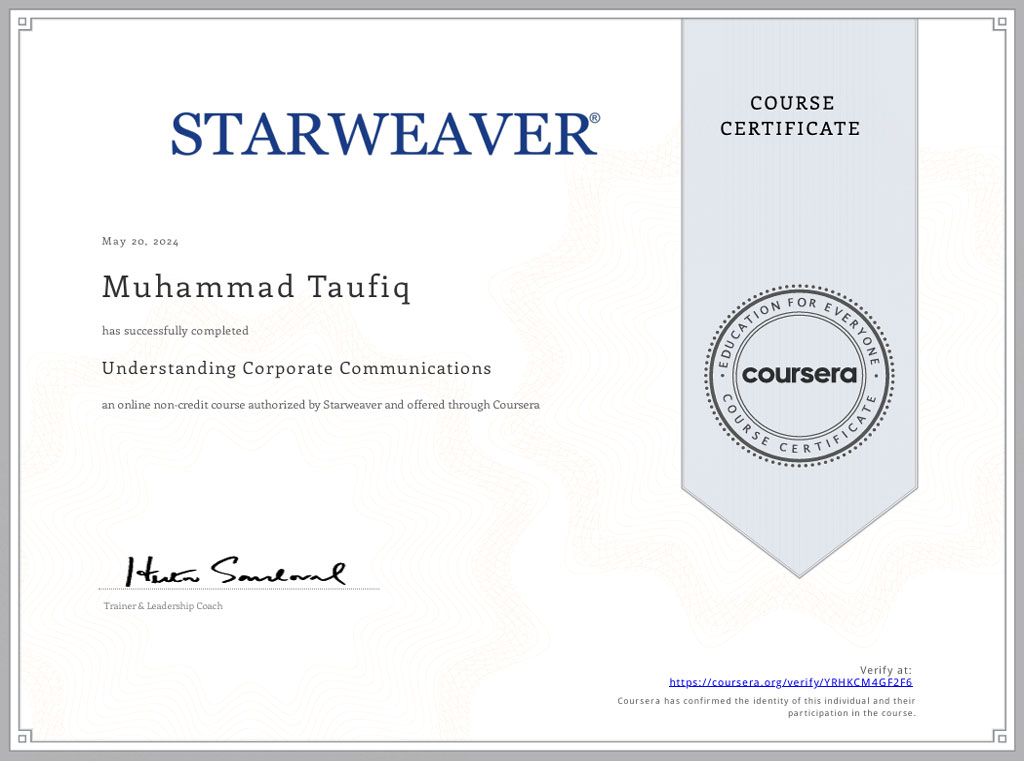 STARWEAVER®
COURSE
CERTIFICATE
May 20, 2024
Muhammad Taufiq
has successfully completed
Understanding Corporate Communications
an online non-credit course authorized by Starweaver and offered through Coursera
EDUCATION FOR EVERYONE
coursera
COURSE CERTIFICATE
Hector Sandoval
Trainer & Leadership Coach
Verify at:
https://coursera.org/verify/YRHKCM4GF2F6
Coursera has confirmed the identity of this individual and their
participation in the course.